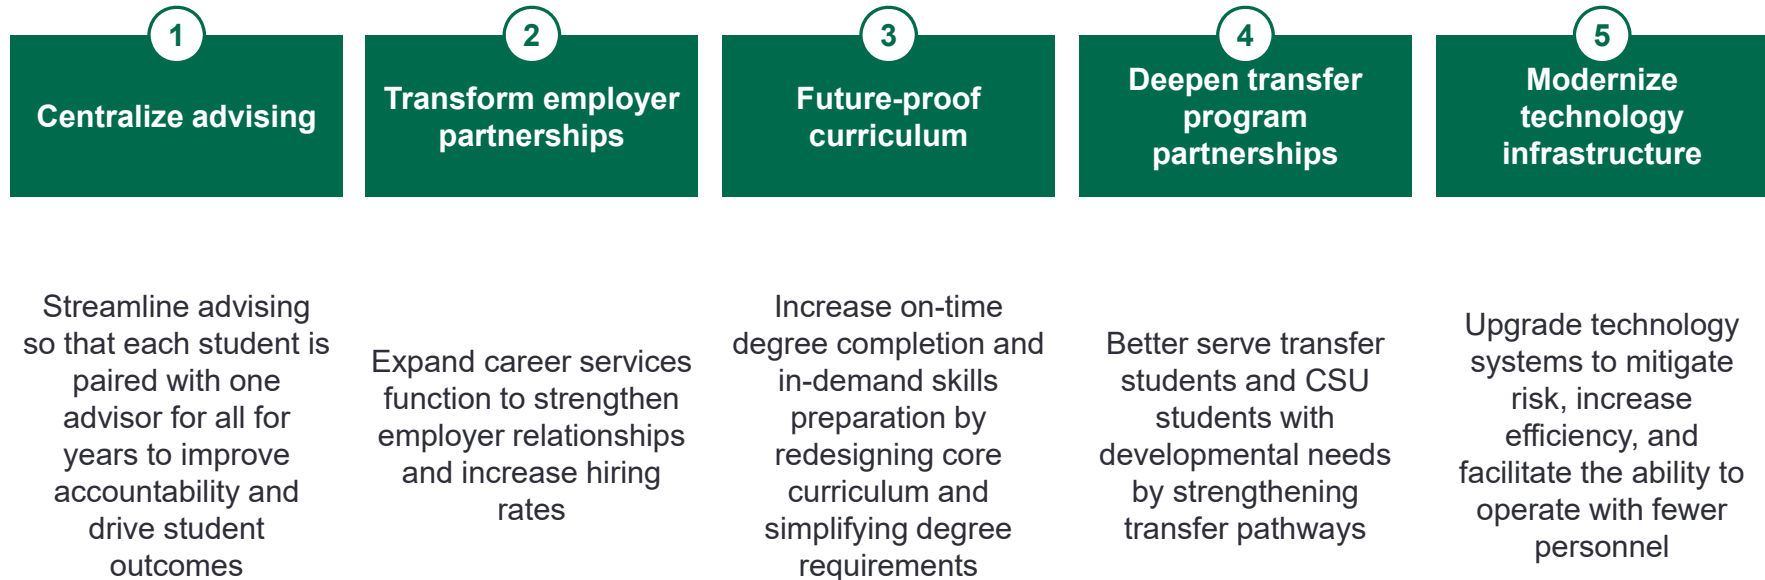 1
Centralize advising
Streamline advising
so that each student is
paired with one
advisor for all for
years to improve
accountability and
drive student
outcomes
2
Transform employer
partnerships
Expand career services
function to strengthen
employer relationships
and increase hiring
rates
3
Future-proof
curriculum
Increase on-time
degree completion and
in-demand skills
preparation by
redesigning core
curriculum and
simplifying degree
requirements
4
Deepen transfer
program
partnerships
Better serve transfer
students and CSU
students with
developmental needs
by strengthening
transfer pathways
5
Modernize
technology
infrastructure
Upgrade technology
systems to mitigate
risk, increase
efficiency, and
facilitate the ability to
operate with fewer
personnel